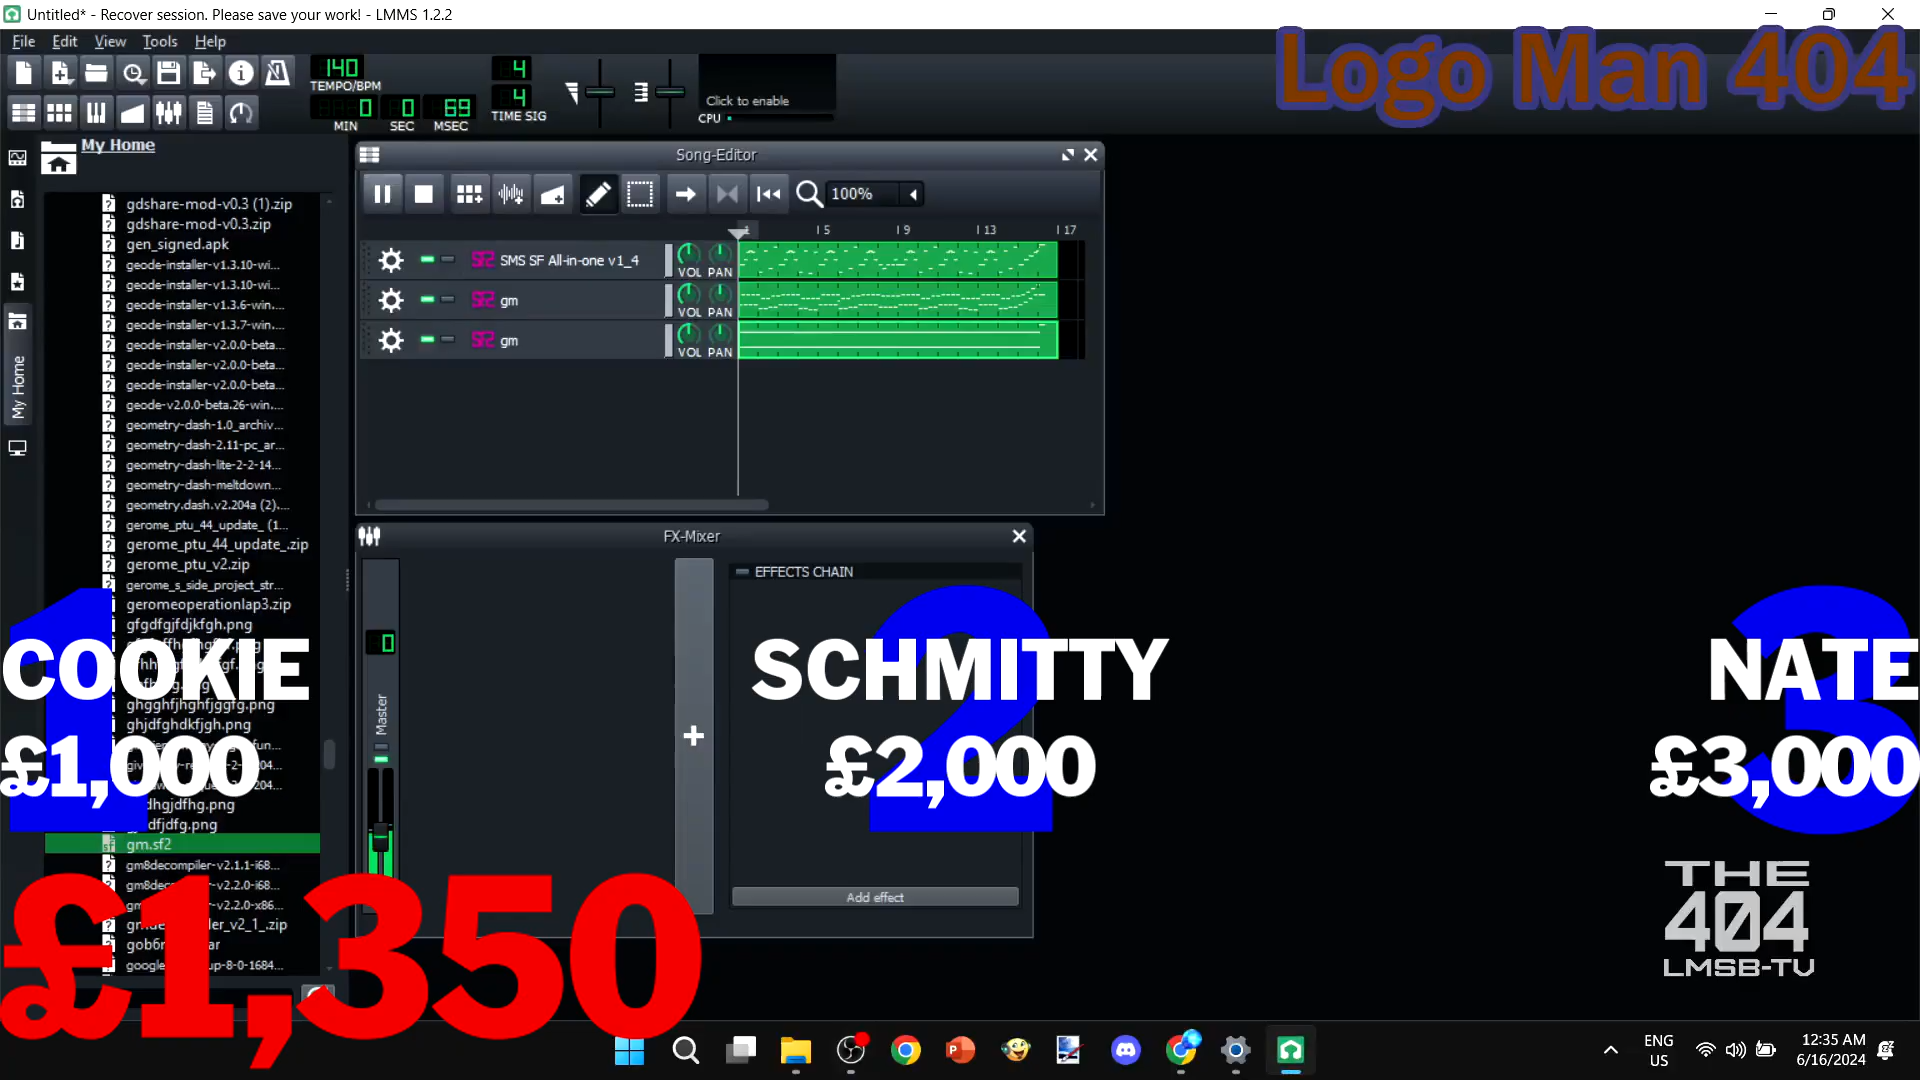 Untitled* - Recover session. Please save your work! - LMMS 1.2.2
File Edit View Tools Help
Logo Man 404
140
TEMPO/BPM
0 0 69
MIN SEC MSEC
4
4
TIME SIG
Click to enable
CPU
My Home
My Home
gdshare-mod-v0.3 (1).zip
gdshare-mod-v0.3.zip
gen_signed.apk
geode-installer-v1.3.10-wi...
geode-installer-v1.3.10-wi...
geode-installer-v1.3.6-win....
geode-installer-v1.3.7-win....
geode-installer-v2.0.0-beta...
geode-installer-v2.0.0-beta...
geode-installer-v2.0.0-beta...
geode-v2.0.0-beta.26-win....
geometry-dash-1.0_archiv...
geometry-dash-2.11-pc_ar...
geometry-dash-lite-2-2-14...
geometry-dash-meltdown...
geometry.dash.v2.204a (2)....
gerome_ptu_44_update_ (1...
gerome_ptu_44_update_.zip
gerome_ptu_v2.zip
gerome_s_side_project_str...
geromeoperationlap3.zip
gfgdfgjfdjkfgh.png
ghgghfjhghfjggfg.png
ghjdfghdkfjgh.png
gm.sf2
gm8decompiler-v2.1.1-i68...
Song-Editor
100%
1 5 9 13 17
SF2 SMS SF All-in-one v1_4
VOL PAN
SF2 gm
VOL PAN
SF2 gm
VOL PAN
FX-Mixer
0
Master
EFFECTS CHAIN
Add effect
1
COOKIE
£1,000
2
SCHMITTY
£2,000
3
NATE
£3,000
£1,350
THE
404
LMSB-TV
ENG
US
12:35 AM
6/16/2024